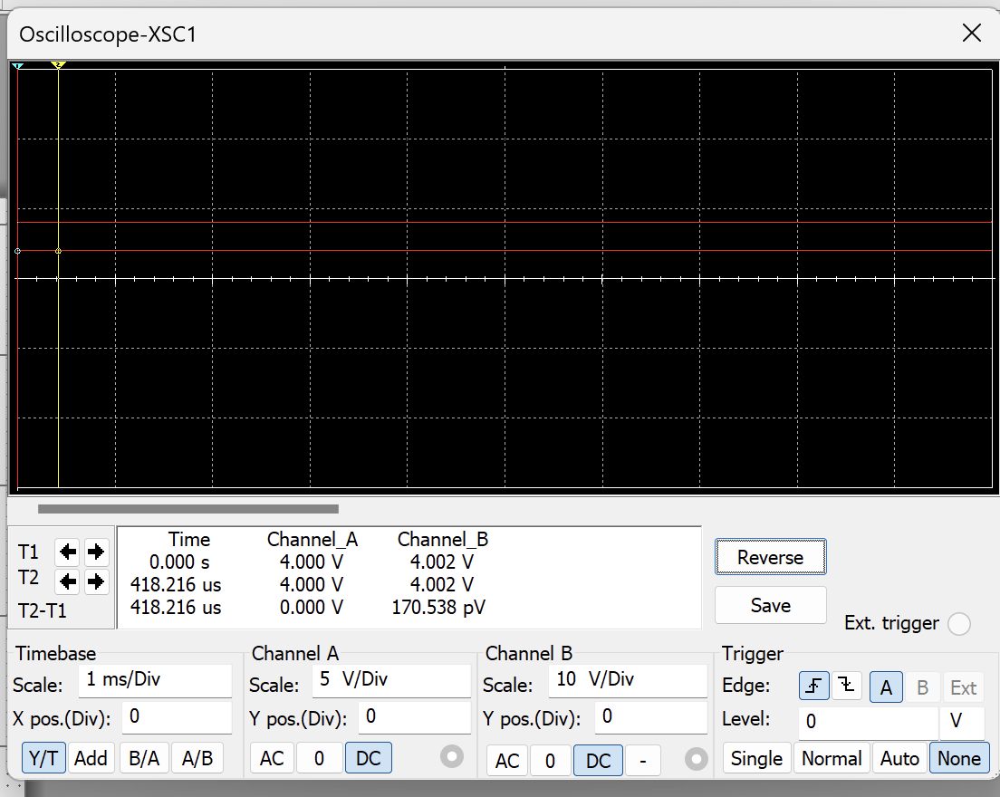 Oscilloscope-XSC1
1 2
T1
T2
T2-T1
Time Channel_A Channel_B
0.000 s 4.000 V 4.002 V
418.216 us 4.000 V 4.002 V
418.216 us 0.000 V 170.538 pV
Reverse
Save
Ext. trigger
Timebase
Scale: 1 ms/Div
X pos.(Div): 0
Y/T Add B/A A/B
Channel A
Scale: 5 V/Div
Y pos.(Div): 0
AC 0 DC
Channel B
Scale: 10 V/Div
Y pos.(Div): 0
AC 0 DC -
Trigger
Edge: A B Ext
Level: 0 V
Single Normal Auto None